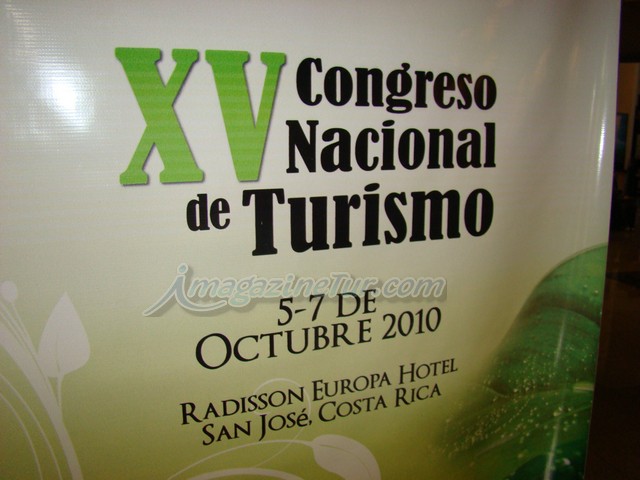 XV Congreso
Nacional
de Turismo
imagazineTur.com
5-7 DE
OCTUBRE 2010
RADISSON EUROPA HOTEL
SAN JOSÉ, COSTA RICA